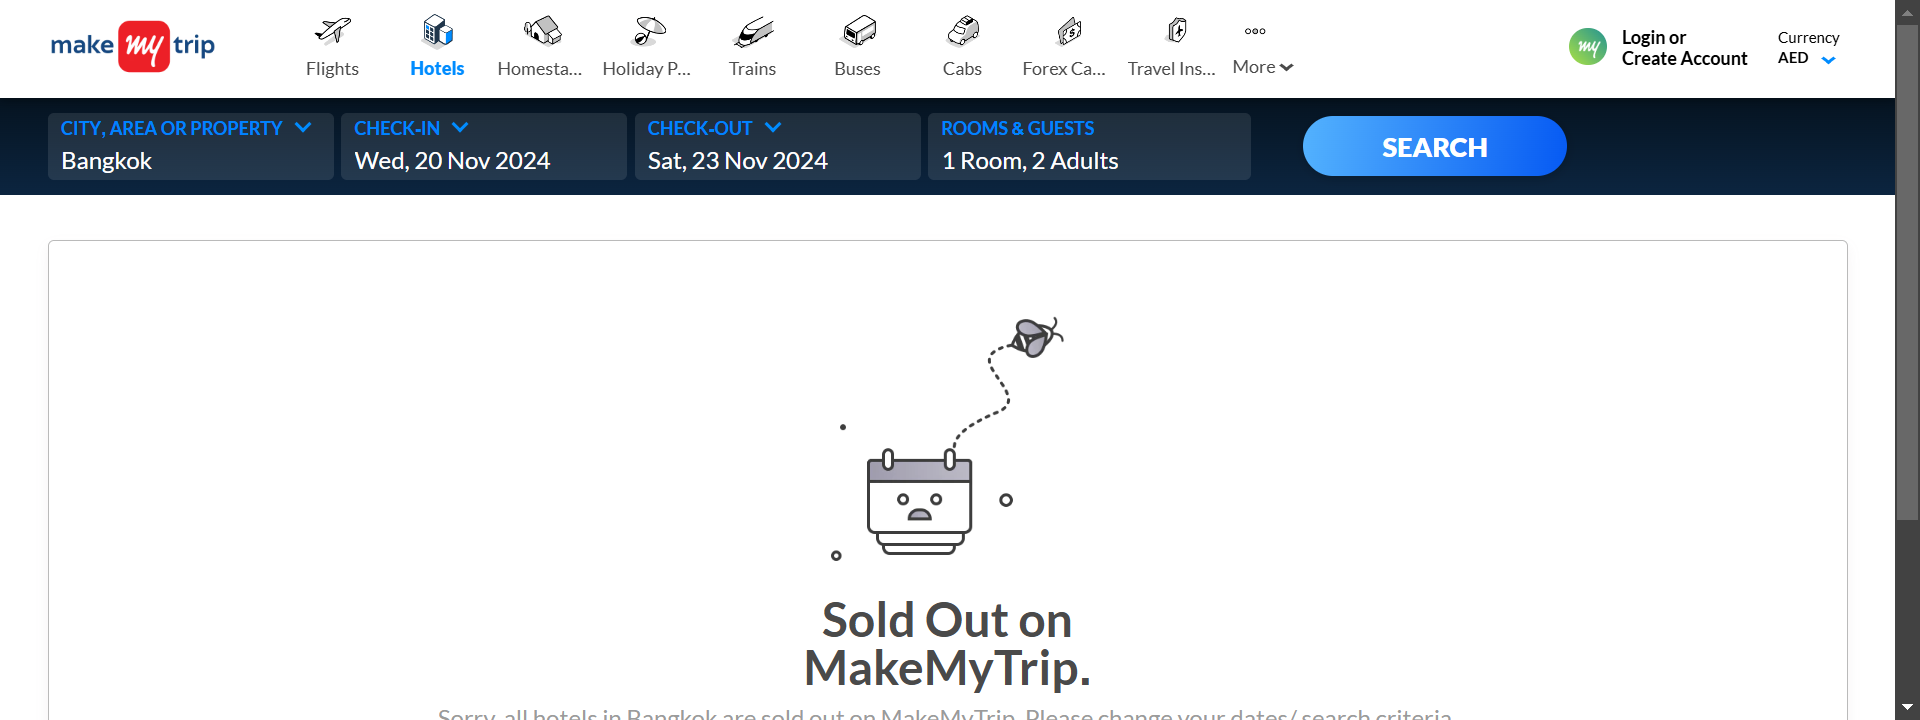 make my trip
Flights
Hotels
Homesta...
Holiday P...
Trains
Buses
Cabs
Forex Ca...
Travel Ins...
More
my
Login or
Create Account
Currency
AED
CITY, AREA OR PROPERTY
Bangkok
CHECK-IN
Wed, 20 Nov 2024
CHECK-OUT
Sat, 23 Nov 2024
ROOMS & GUESTS
1 Room, 2 Adults
SEARCH
Sold Out on
MakeMyTrip.
Sorry, all hotels in Bangkok are sold out on MakeMyTrip. Please change your dates/ search criteria